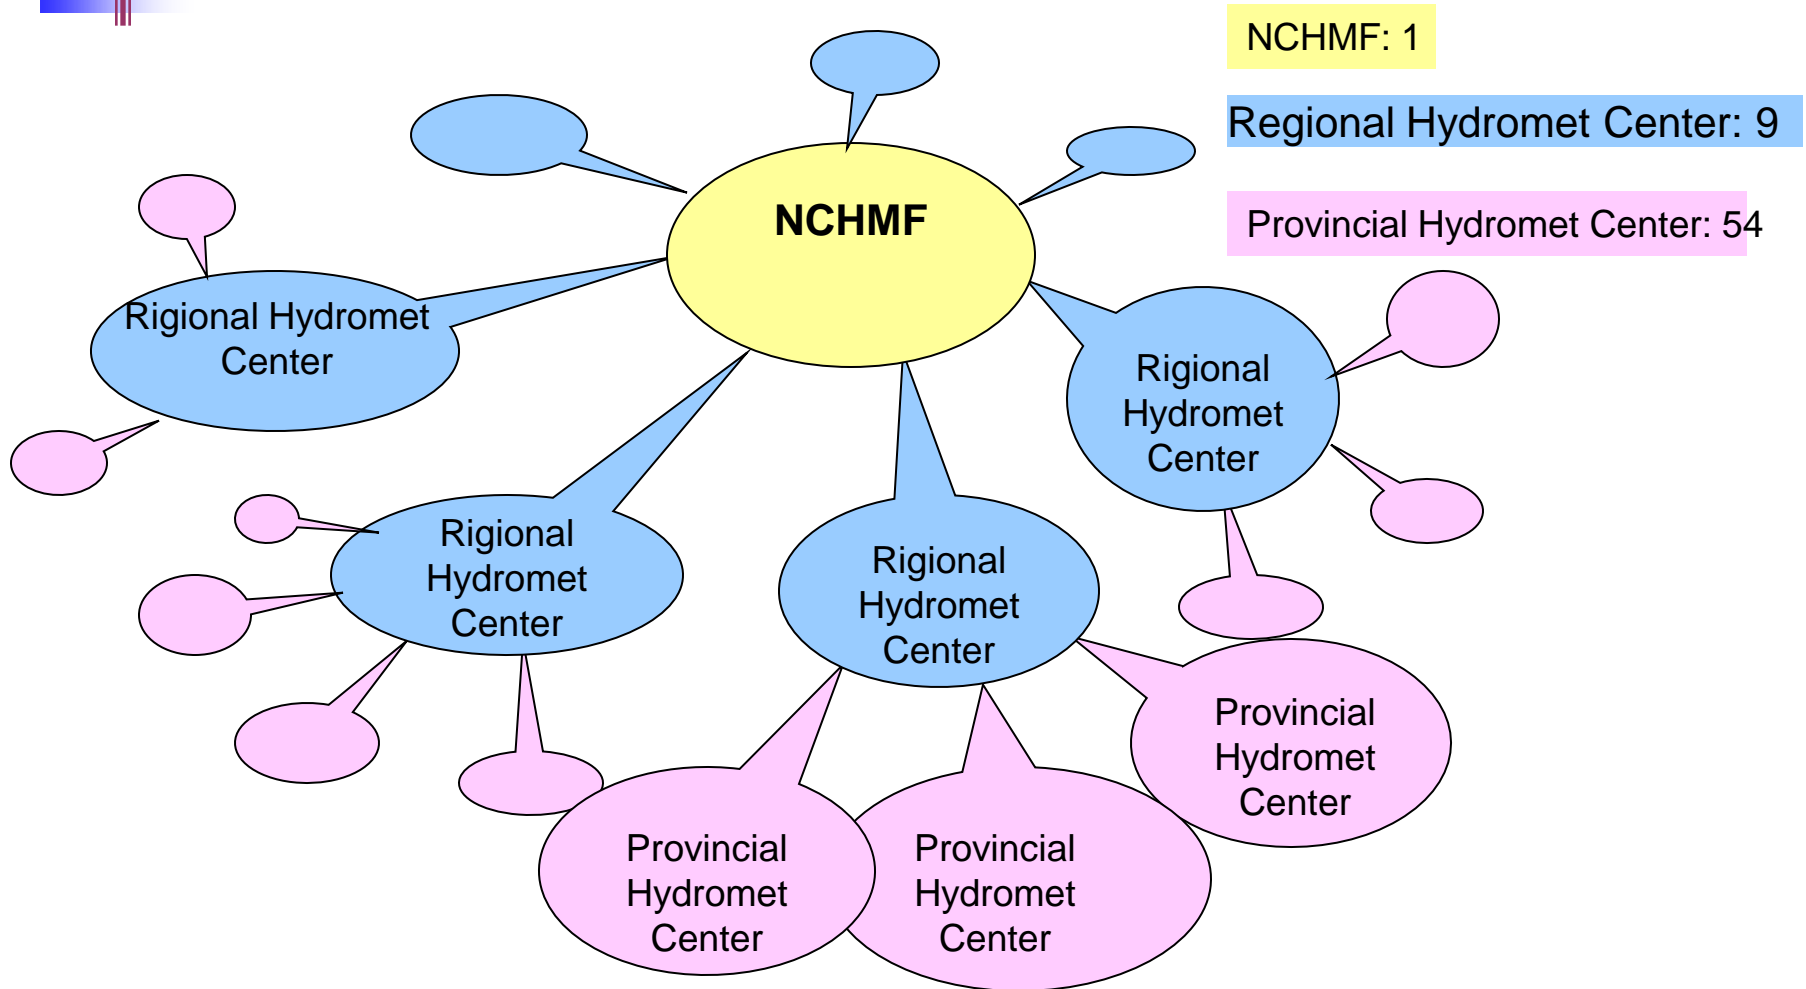 NCHMF: 1
Regional Hydromet Center: 9
NCHMF
Provincial Hydromet Center: 54
Rigional Hydromet
Center
Rigional
Hydromet
Center
Rigional
Hydromet
Center
Rigional
Hydromet
Center
Provincial
Hydromet
Center
Provincial
Hydromet
Center
Provincial
Hydromet
Center